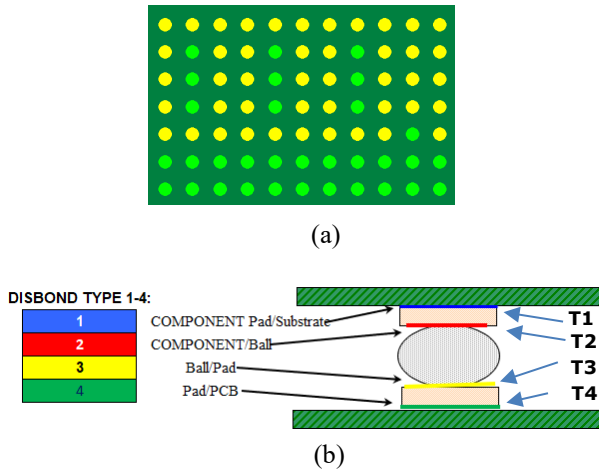 (a)
DISBOND TYPE 1-4:
1
2
3
4
COMPONENT Pad/Substrate
COMPONENT/Ball
Ball/Pad
Pad/PCB
T1
T2
T3
T4
(b)